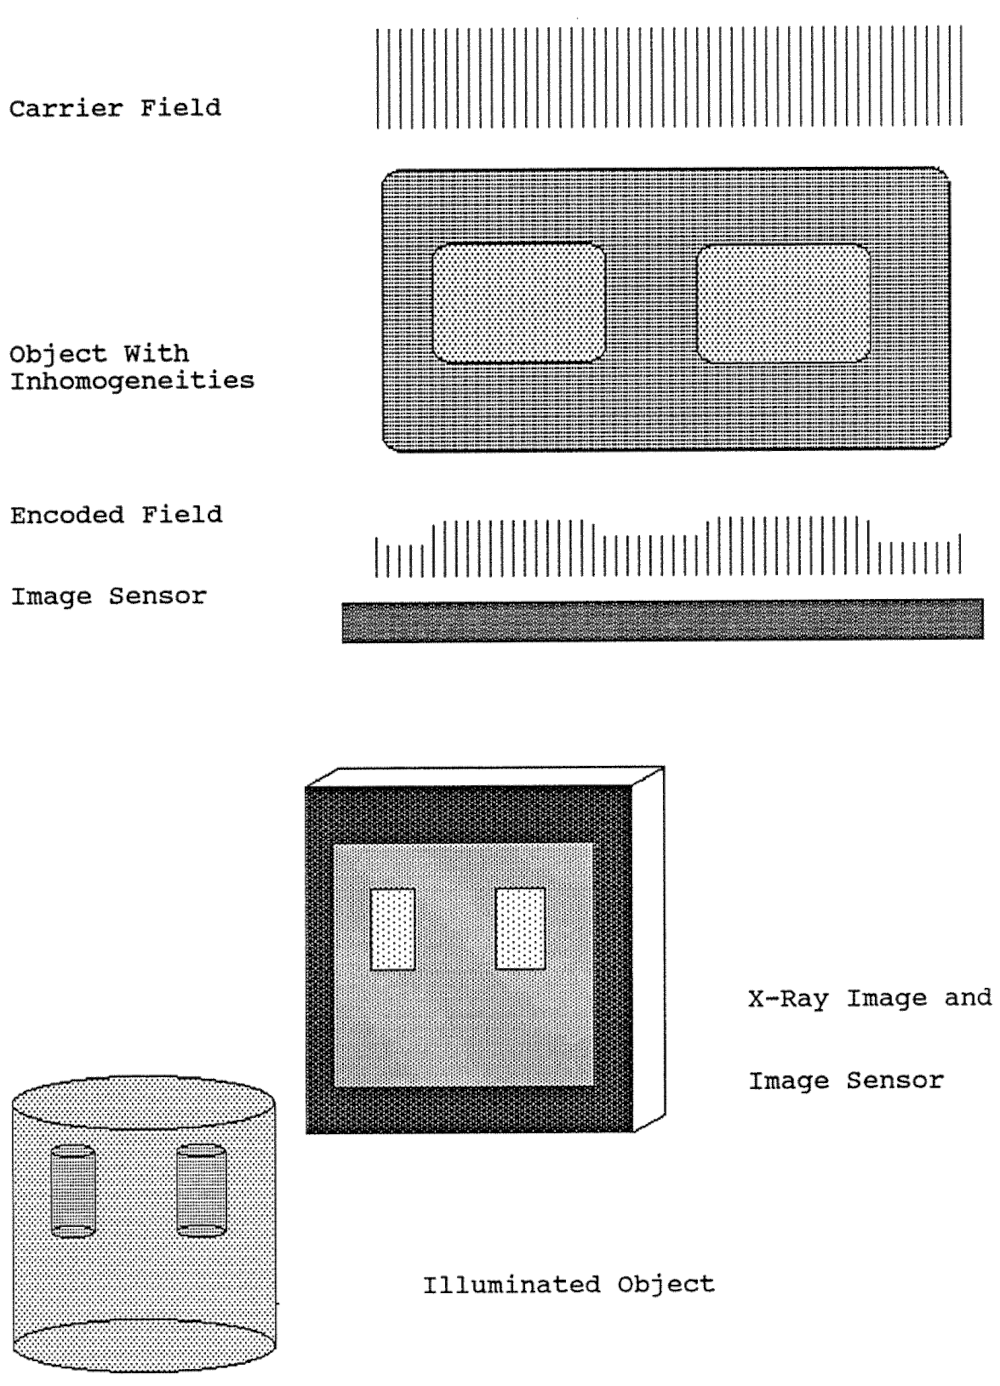 Carrier Field
Object With
Inhomogeneities
Encoded Field
Image Sensor
X-Ray Image and
Image Sensor
Illuminated Object